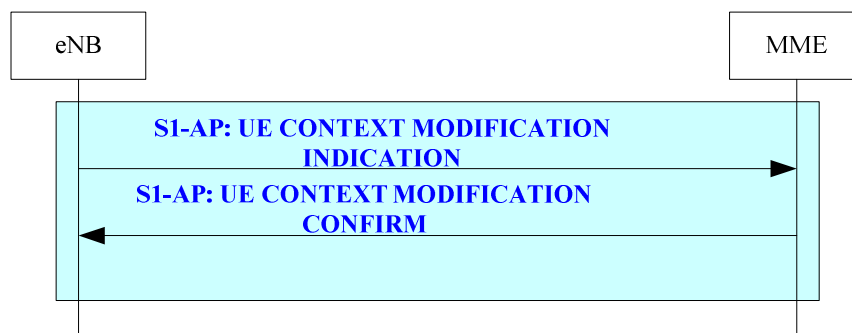 eNB
MME
S1-AP: UE CONTEXT MODIFICATION
INDICATION
S1-AP: UE CONTEXT MODIFICATION
CONFIRM